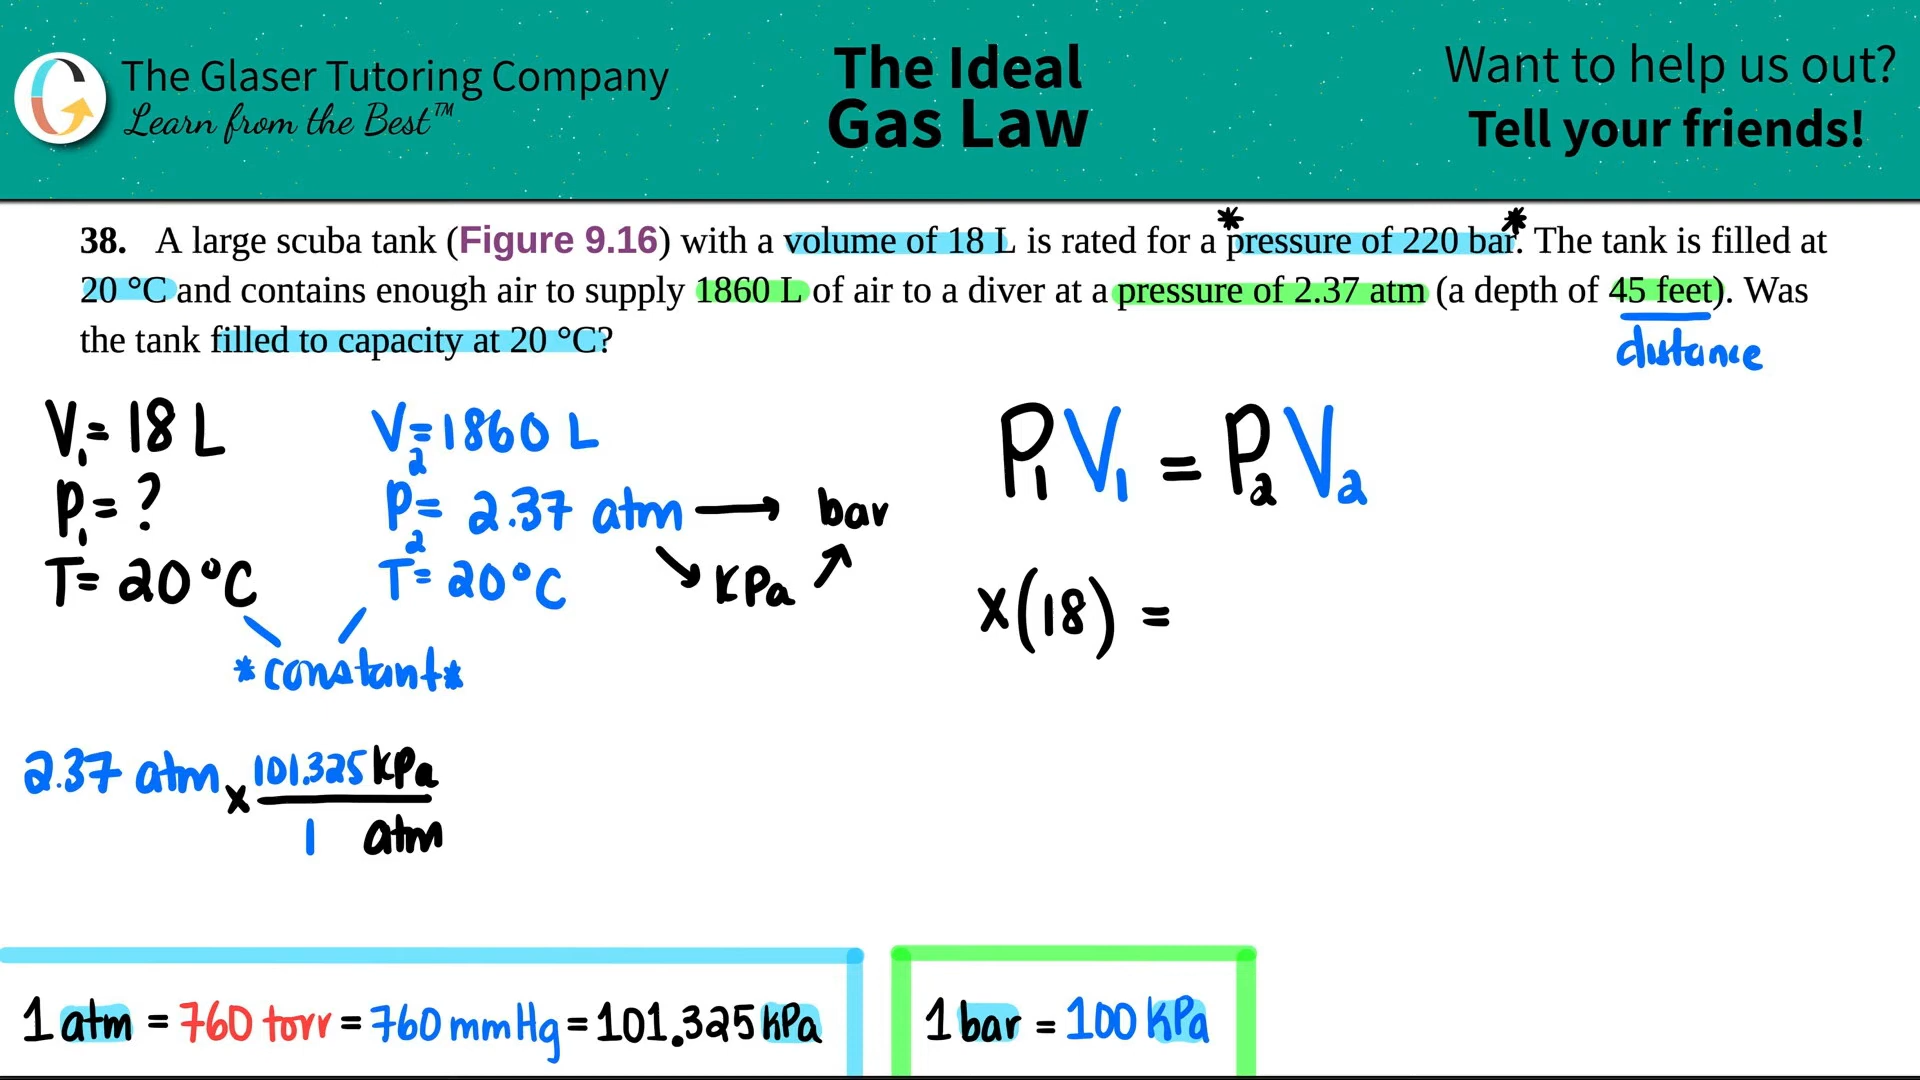 The Glaser Tutoring Company
Learn from the Best™
The Ideal
Gas Law
Want to help us out?
Tell your friends!
38. A large scuba tank (Figure 9.16) with a volume of 18 L is rated for a *pressure of 220 bar*. The tank is filled at
20 °C and contains enough air to supply 1860 L of air to a diver at a pressure of 2.37 atm (a depth of 45 feet). Was
the tank filled to capacity at 20 °C?
distance
V₁ = 18 L
P₁ = ?
T = 20°C
V₂ = 1860 L
P₂ = 2.37 atm → bar
↘ KPa ↗
T = 20°C
*constant*
P₁V₁ = P₂V₂
x(18) =
2.37 atm x 101.325 KPa
1 atm
1 atm = 760 torr = 760 mmHg = 101.325 KPa
1 bar = 100 KPa